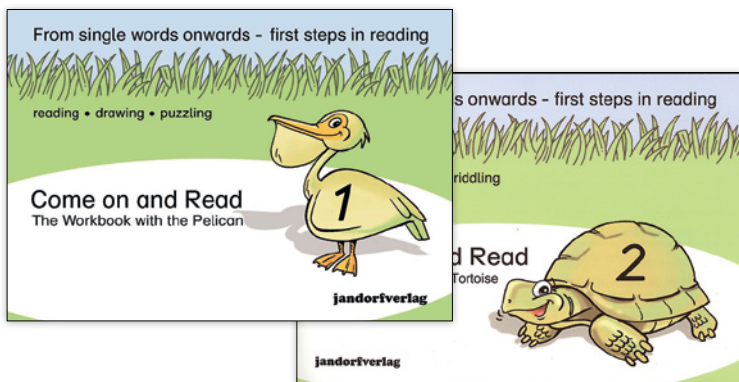 From single words onwards - first steps in reading
reading • drawing • puzzling
Come on and Read
The Workbook with the Pelican
1
jandorfverlag
onwards - first steps in reading
riddling
Read
Tortoise
2
jandorfverlag